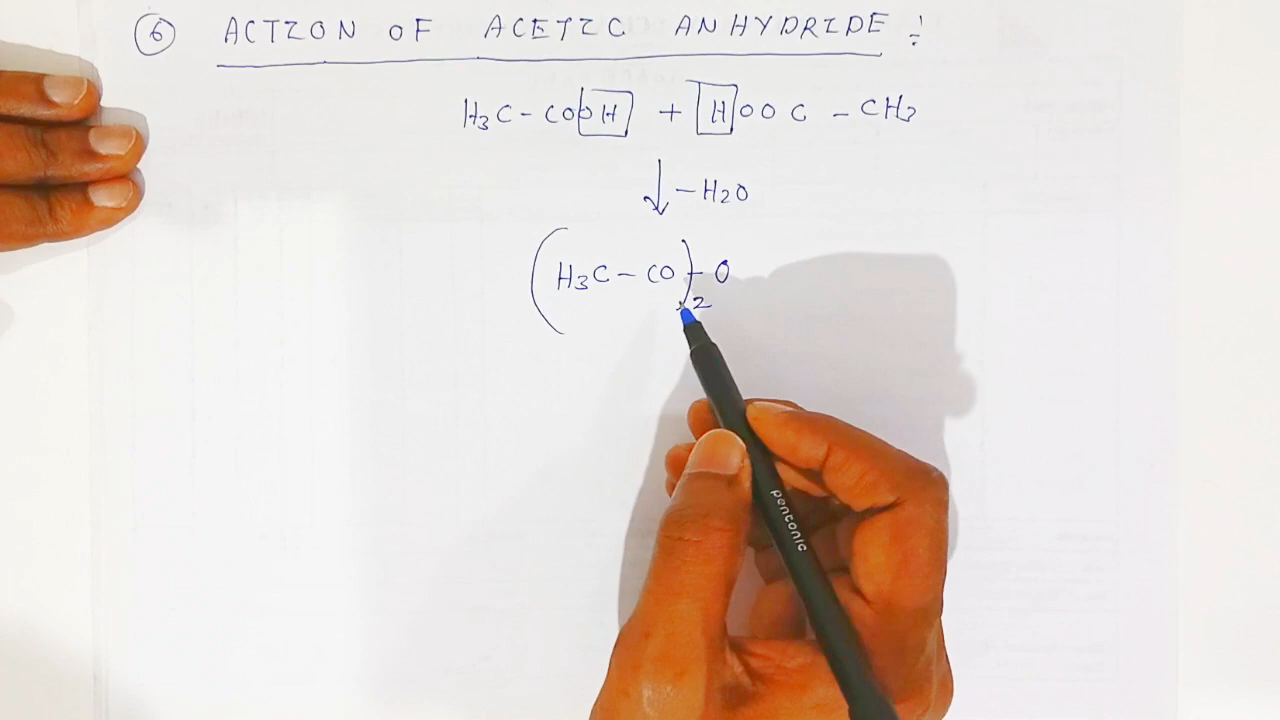 6 ACTION OF ACETIC ANHYDRIDE :
H3C - COOH + HOOC - CH3
- H2O
(H3C - CO)2 - O
pentonic